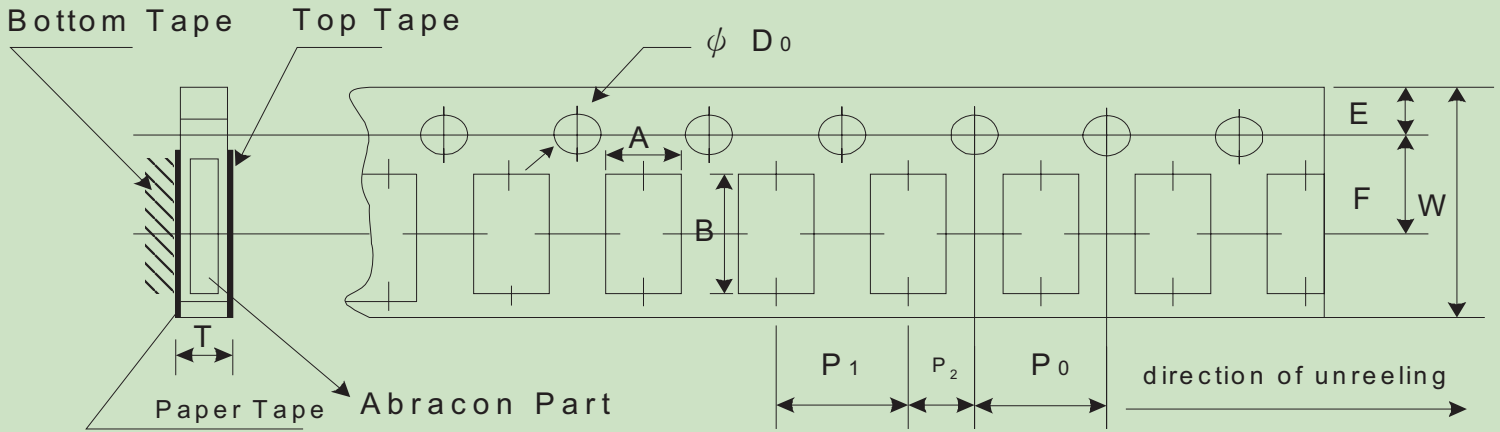 Bottom Tape
Top Tape
ϕ D0
A
B
E
F
W
T
P1
P2
P0
direction of unreeling
Paper Tape
Abracon Part